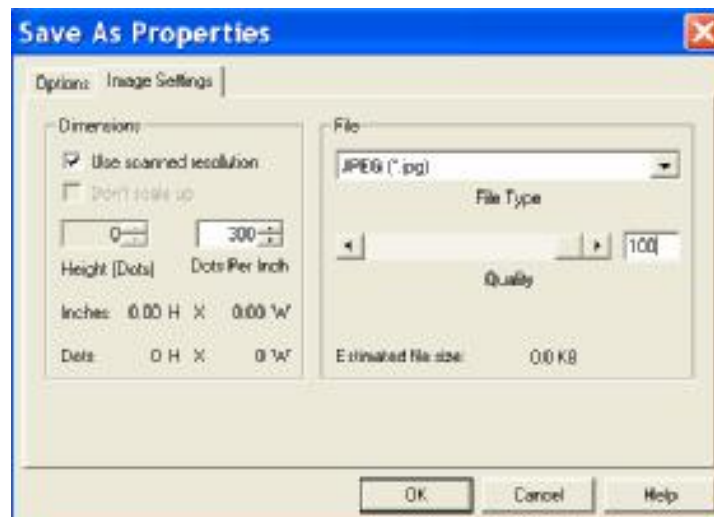 Save As Properties
Options Image Settings
Dimensions
Use scanned resolution
Don't scale up
0 300
Height (Dots) Dots Per Inch
Inches 0.00 H X 0.00 W
Dots 0 H X 0 W
File
JPEG (*.jpg)
File Type
100
Quality
Estimated file size: 0.0 KB
OK Cancel Help